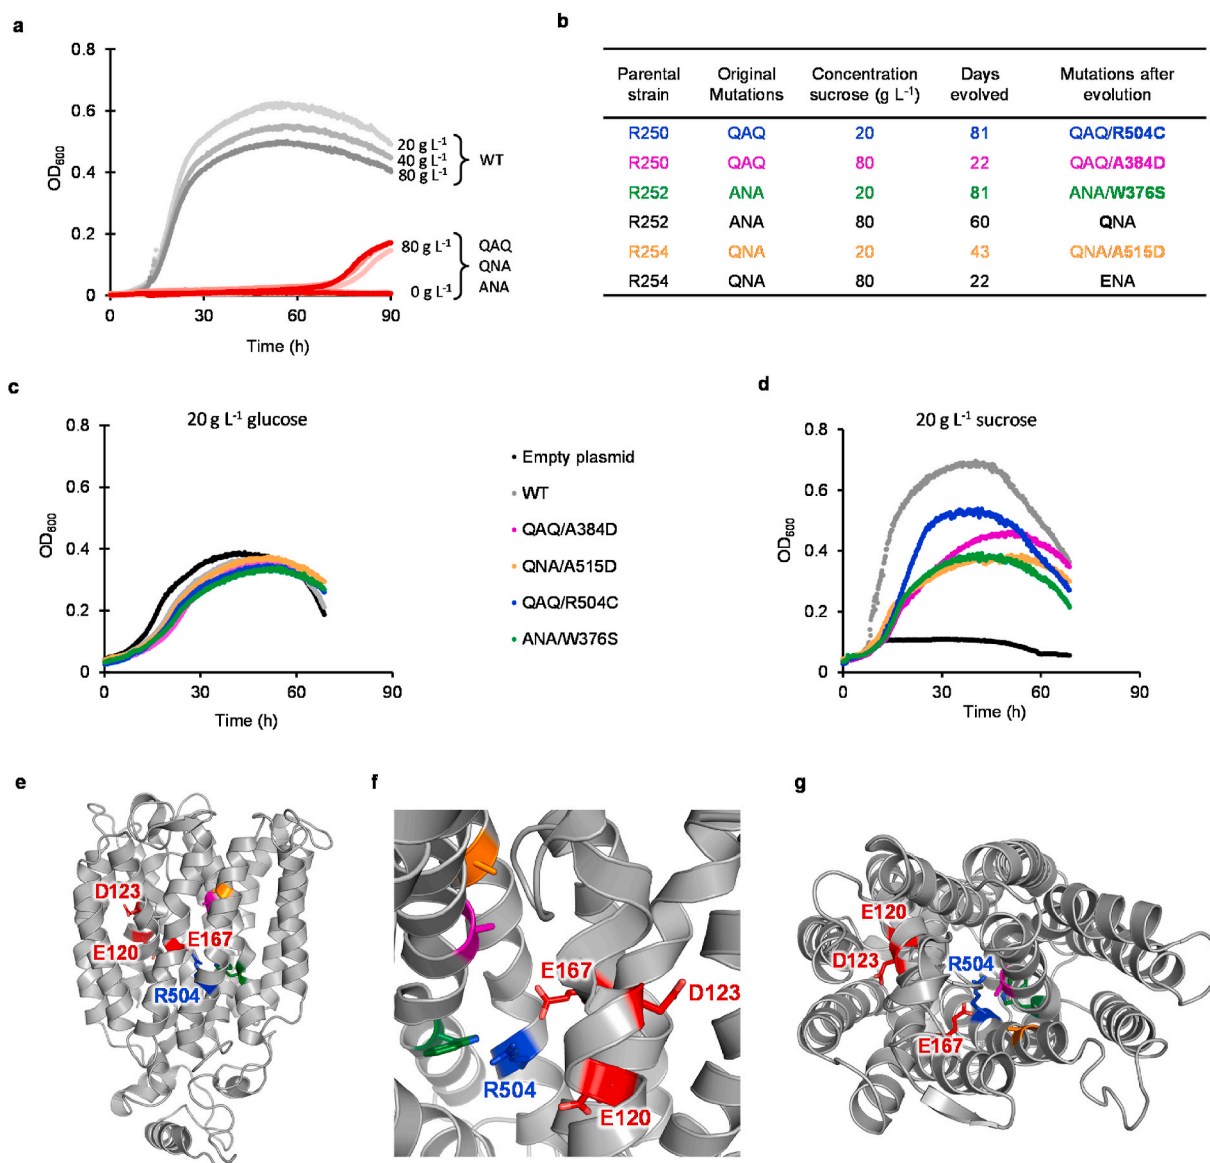 a
0.8
0.6
0.4
0.2
0
OD600
0 30 60 90
Time (h)
20 g L-1
40 g L-1
80 g L-1
WT
80 g L-1
0 g L-1
QAQ
QNA
ANA
b
Parental strain Original Mutations Concentration sucrose (g L-1) Days evolved Mutations after evolution
R250 QAQ 20 81 QAQ/R504C
R250 QAQ 80 22 QAQ/A384D
R252 ANA 20 81 ANA/W376S
R252 ANA 80 60 QNA
R254 QNA 20 43 QNA/A515D
R254 QNA 80 22 ENA
c
20 g L-1 glucose
0.8
0.6
0.4
0.2
0
OD600
0 30 60 90
Time (h)
Empty plasmid
WT
QAQ/A384D
QNA/A515D
QAQ/R504C
ANA/W376S
d
20 g L-1 sucrose
0.8
0.6
0.4
0.2
0
OD600
0 30 60 90
Time (h)
e
D123
E120
E167
R504
f
E167
D123
R504
E120
g
E120
D123
R504
E167